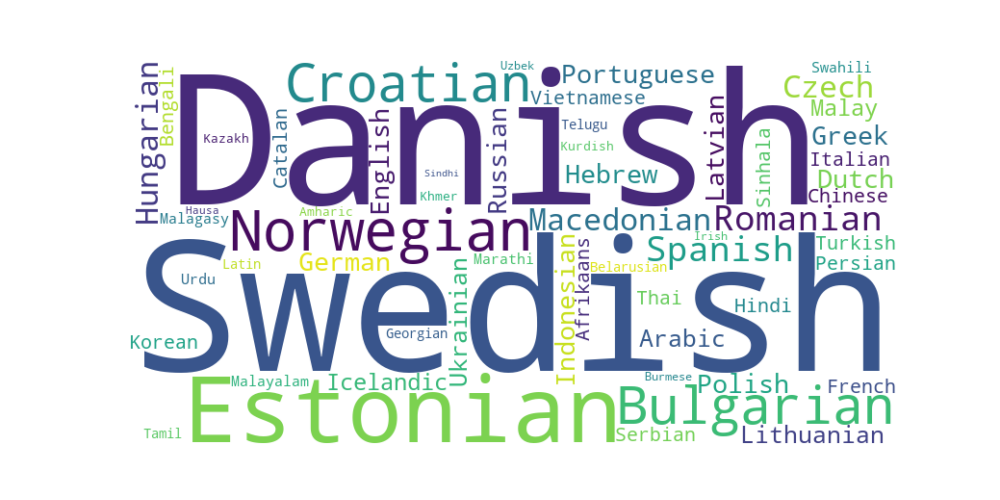 Danish
Swedish
Estonian
Norwegian
Croatian
Bulgarian
Romanian
Spanish
Macedonian
Hungarian
Bengali
Kazakh
Catalan
English
Sindhi
Khmer
Russian
Uzbek
Portuguese
Vietnamese
Telugu
Kurdish
Hebrew
Latvian
Sinhala
Swahili
Czech
Malay
Greek
Italian
Dutch
Chinese
Hausa
Malagasy
Amharic
Irish
Turkish
Persian
Urdu
Latin
German
Marathi
Ukrainian
Indonesian
Afrikaans
Belarusian
Thai
Hindi
Arabic
Georgian
Korean
Malayalam
Icelandic
Burmese
Polish
French
Tamil
Serbian
Lithuanian